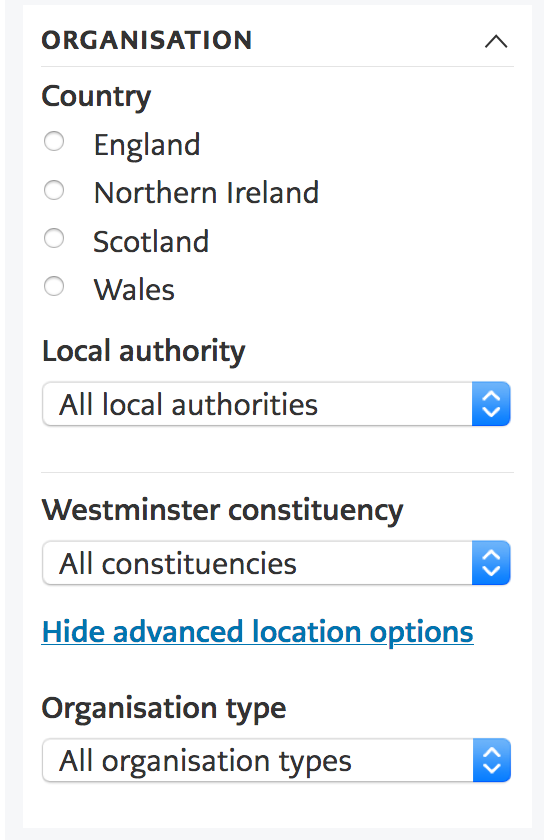 ORGANISATION
Country
England
Northern Ireland
Scotland
Wales
Local authority
All local authorities
Westminster constituency
All constituencies
Hide advanced location options
Organisation type
All organisation types